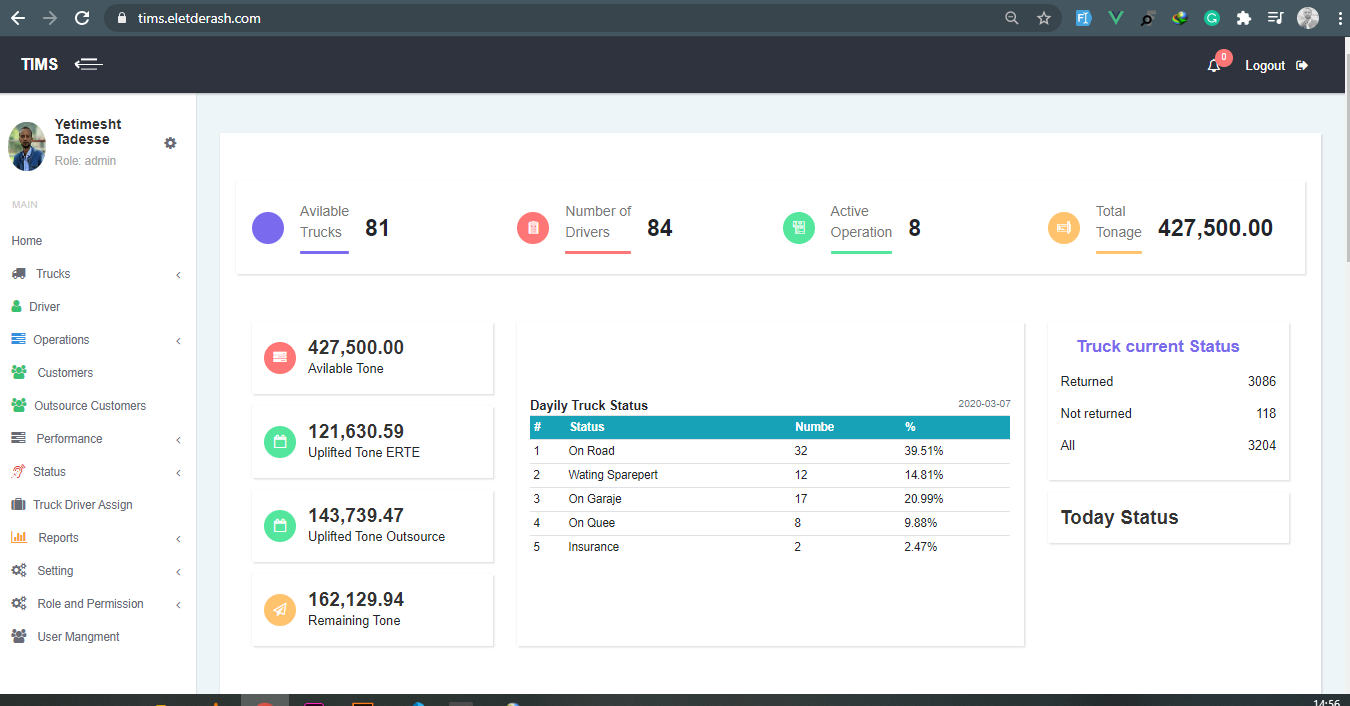 tims.eletderash.com
TIMS
0
Logout
Yetimesht
Tadesse
Role: admin
MAIN
Home
Trucks
Driver
Operations
Customers
Outsource Customers
Performance
Status
Truck Driver Assign
Reports
Setting
Role and Permission
User Mangment
Avilable
Trucks
81
Number of
Drivers
84
Active
Operation
8
Total
Tonage
427,500.00
427,500.00
Avilable Tone
121,630.59
Uplifted Tone ERTE
143,739.47
Uplifted Tone Outsource
162,129.94
Remaining Tone
Dayily Truck Status 2020-03-07
# Status Numbe %
1 On Road 32 39.51%
2 Wating Sparepert 12 14.81%
3 On Garaje 17 20.99%
4 On Quee 8 9.88%
5 Insurance 2 2.47%
Truck current Status
Returned 3086
Not returned 118
All 3204
Today Status
14:56